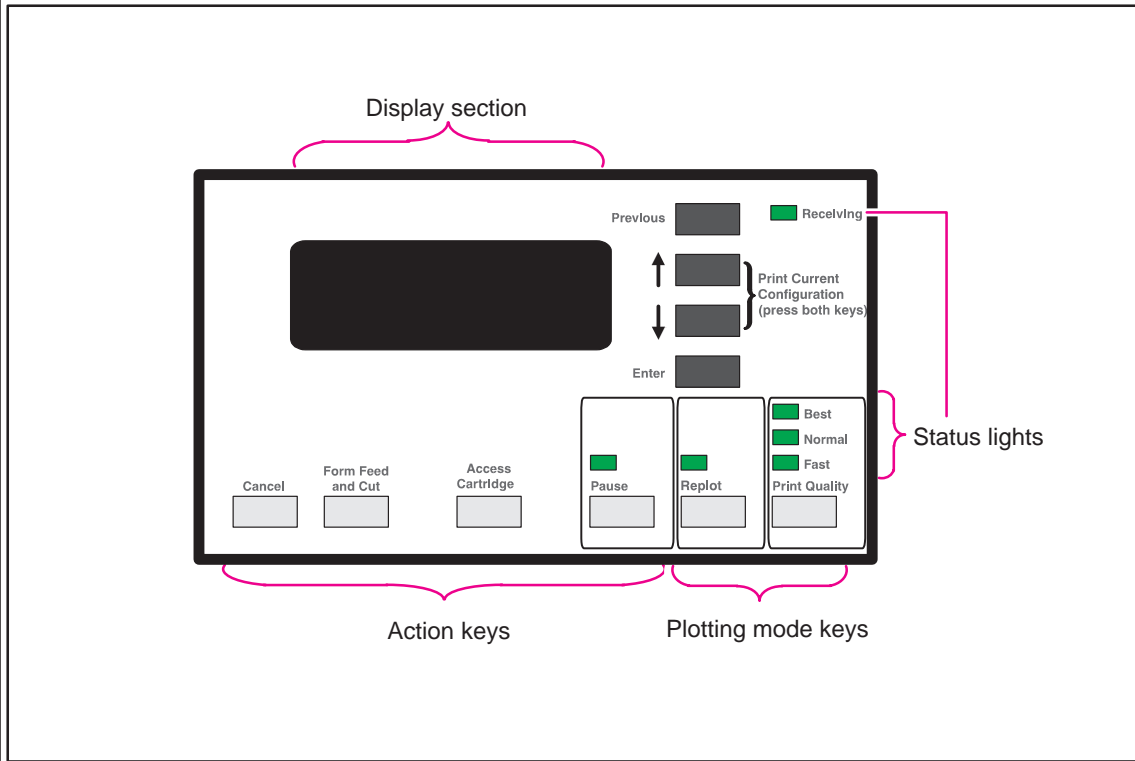 Display section
Previous
Receiving
Print Current
Configuration
(press both keys)
Enter
Best
Normal
Fast
Status lights
Cancel
Form Feed
and Cut
Access
Cartridge
Pause
Replot
Print Quality
Action keys
Plotting mode keys